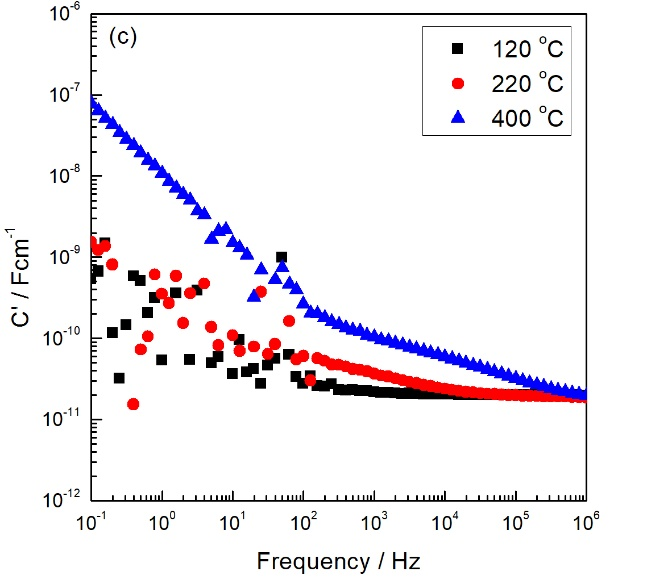 (c)
120 °C
220 °C
400 °C
10⁻⁶
10⁻⁷
10⁻⁸
10⁻⁹
10⁻¹⁰
10⁻¹¹
10⁻¹²
C' / Fcm⁻¹
10⁻¹ 10⁰ 10¹ 10² 10³ 10⁴ 10⁵ 10⁶
Frequency / Hz